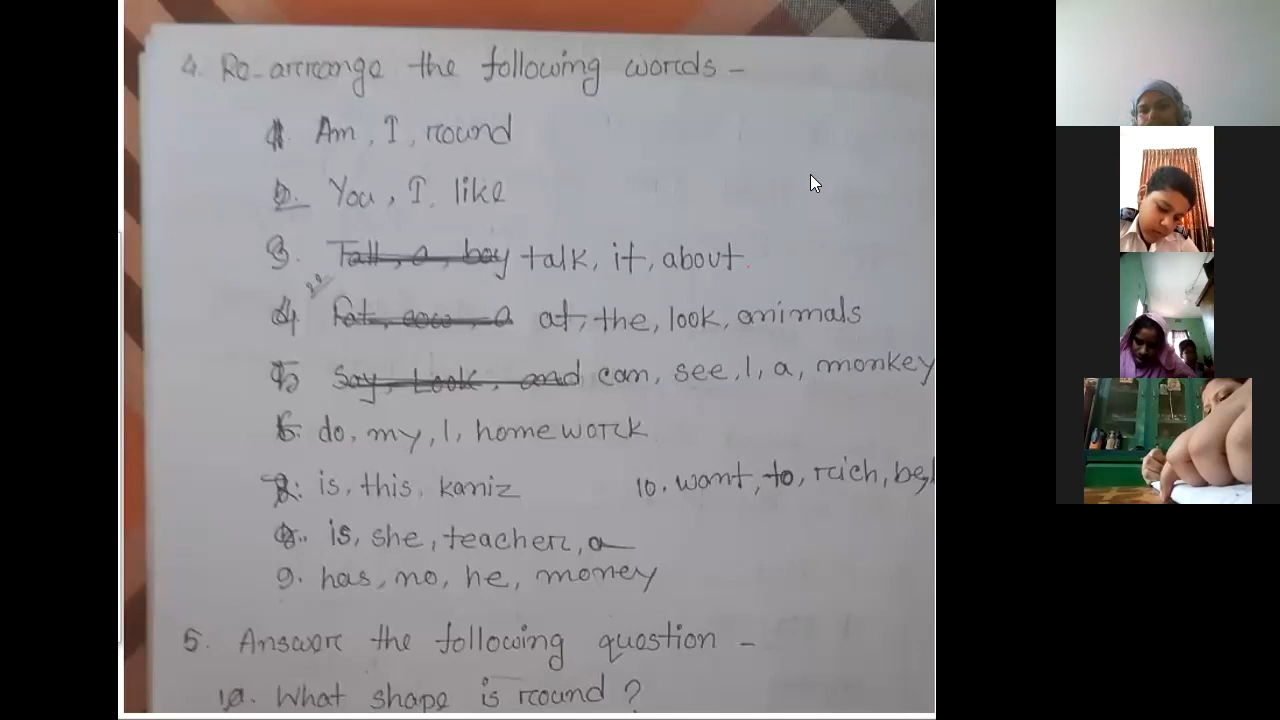 4. Re-arrange the following words -
1. Am, I, round
2. You, I, like
3. Tall, a, boy talk, it, about.
4. Fat, cow, a at, the, look, animals
5. Say, Look, and can, see, I, a, monkey
6. do, my, I, homework
7. is, this, kaniz
10. want, to, rich, be,
8. is, she, teacher, a
9. has, no, he, money
5. Answer the following question -
1a. What shape is round ?